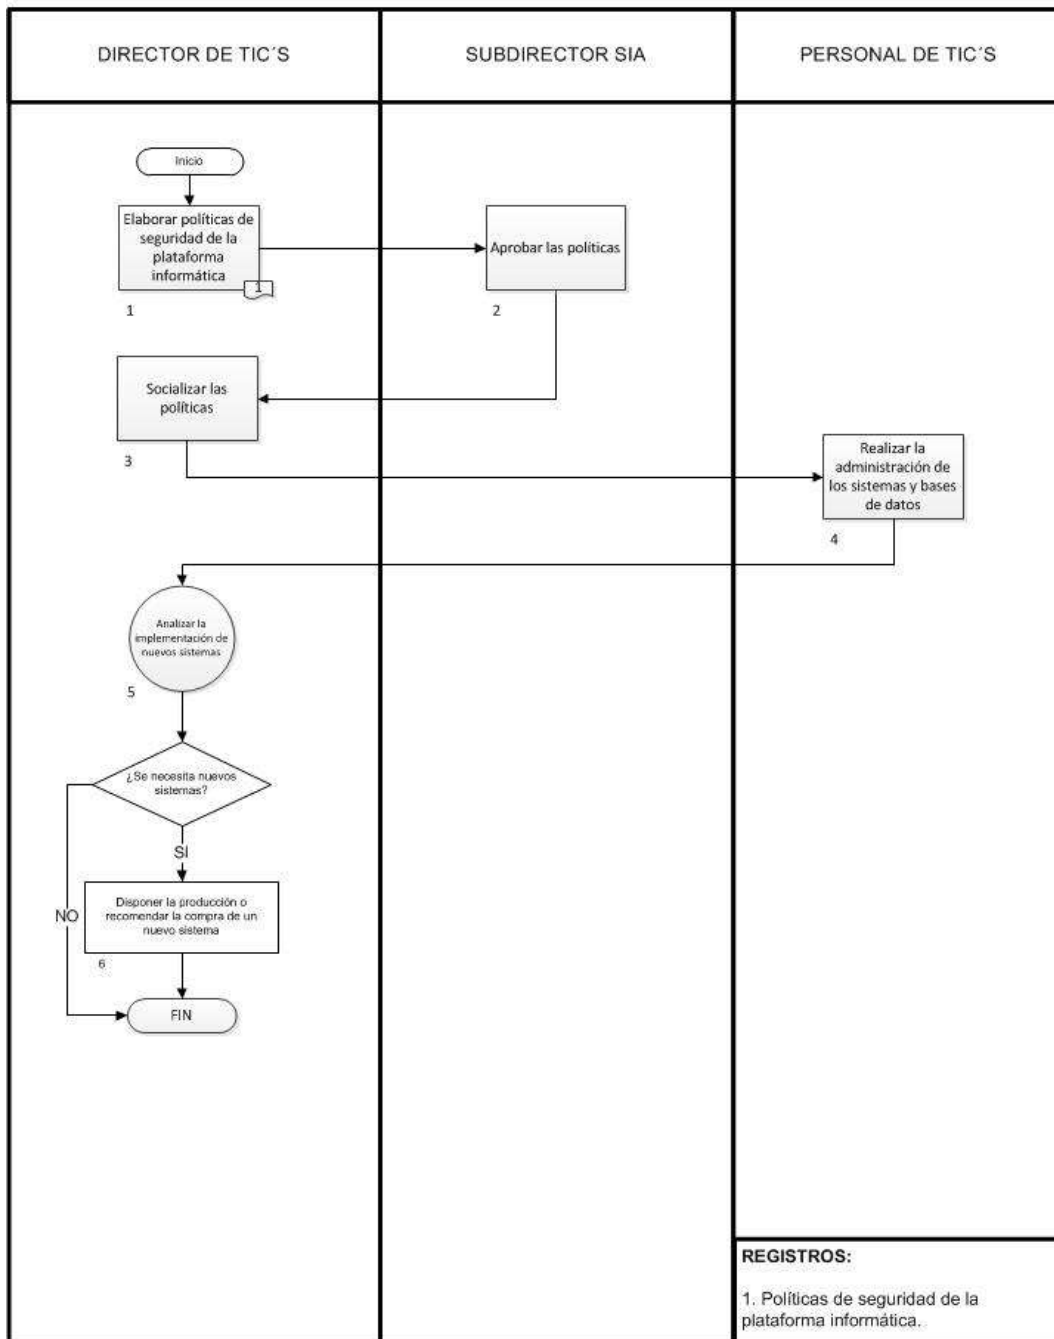 DIRECTOR DE TIC´S
SUBDIRECTOR SIA
PERSONAL DE TIC'S
Inicio
Elaborar políticas de
seguridad de la
plataforma
informática
1
1
Aprobar las políticas
2
Socializar las
políticas
3
Realizar la
administración de
los sistemas y bases
de datos
4
Analizar la
implementación de
nuevos sistemas
5
¿Se necesita nuevos
sistemas?
SI
NO
Disponer la producción o
recomendar la compra de un
nuevo sistema
6
FIN
REGISTROS:
1. Políticas de seguridad de la
plataforma informática.